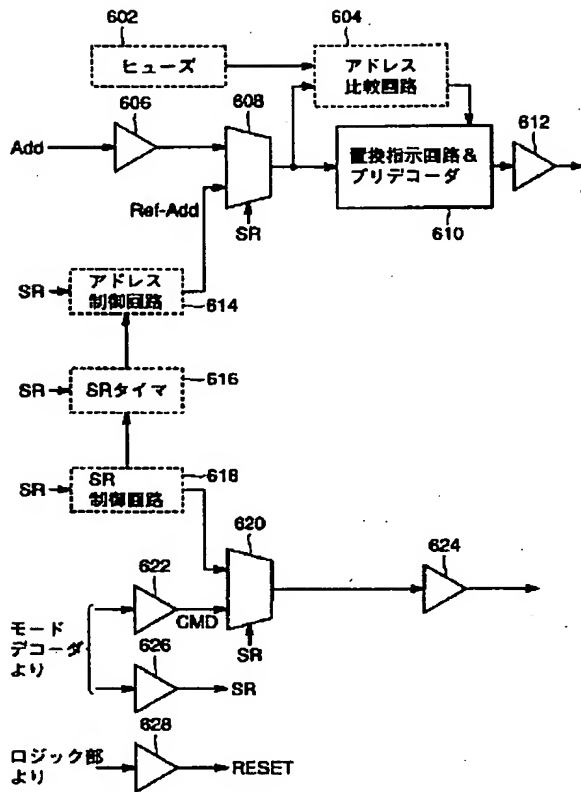 602
ヒューズ
604
アドレス
比較回路
606
Add
608
Ref-Add
SR
置換指示回路&
プリデコーダ
610
612
SR
アドレス
制御回路
614
SR
SRタイマ
616
SR
SR
制御回路
618
620
SR
622
CMD
624
モード
デコーダ
より
626
SR
ロジック部
より
628
RESET